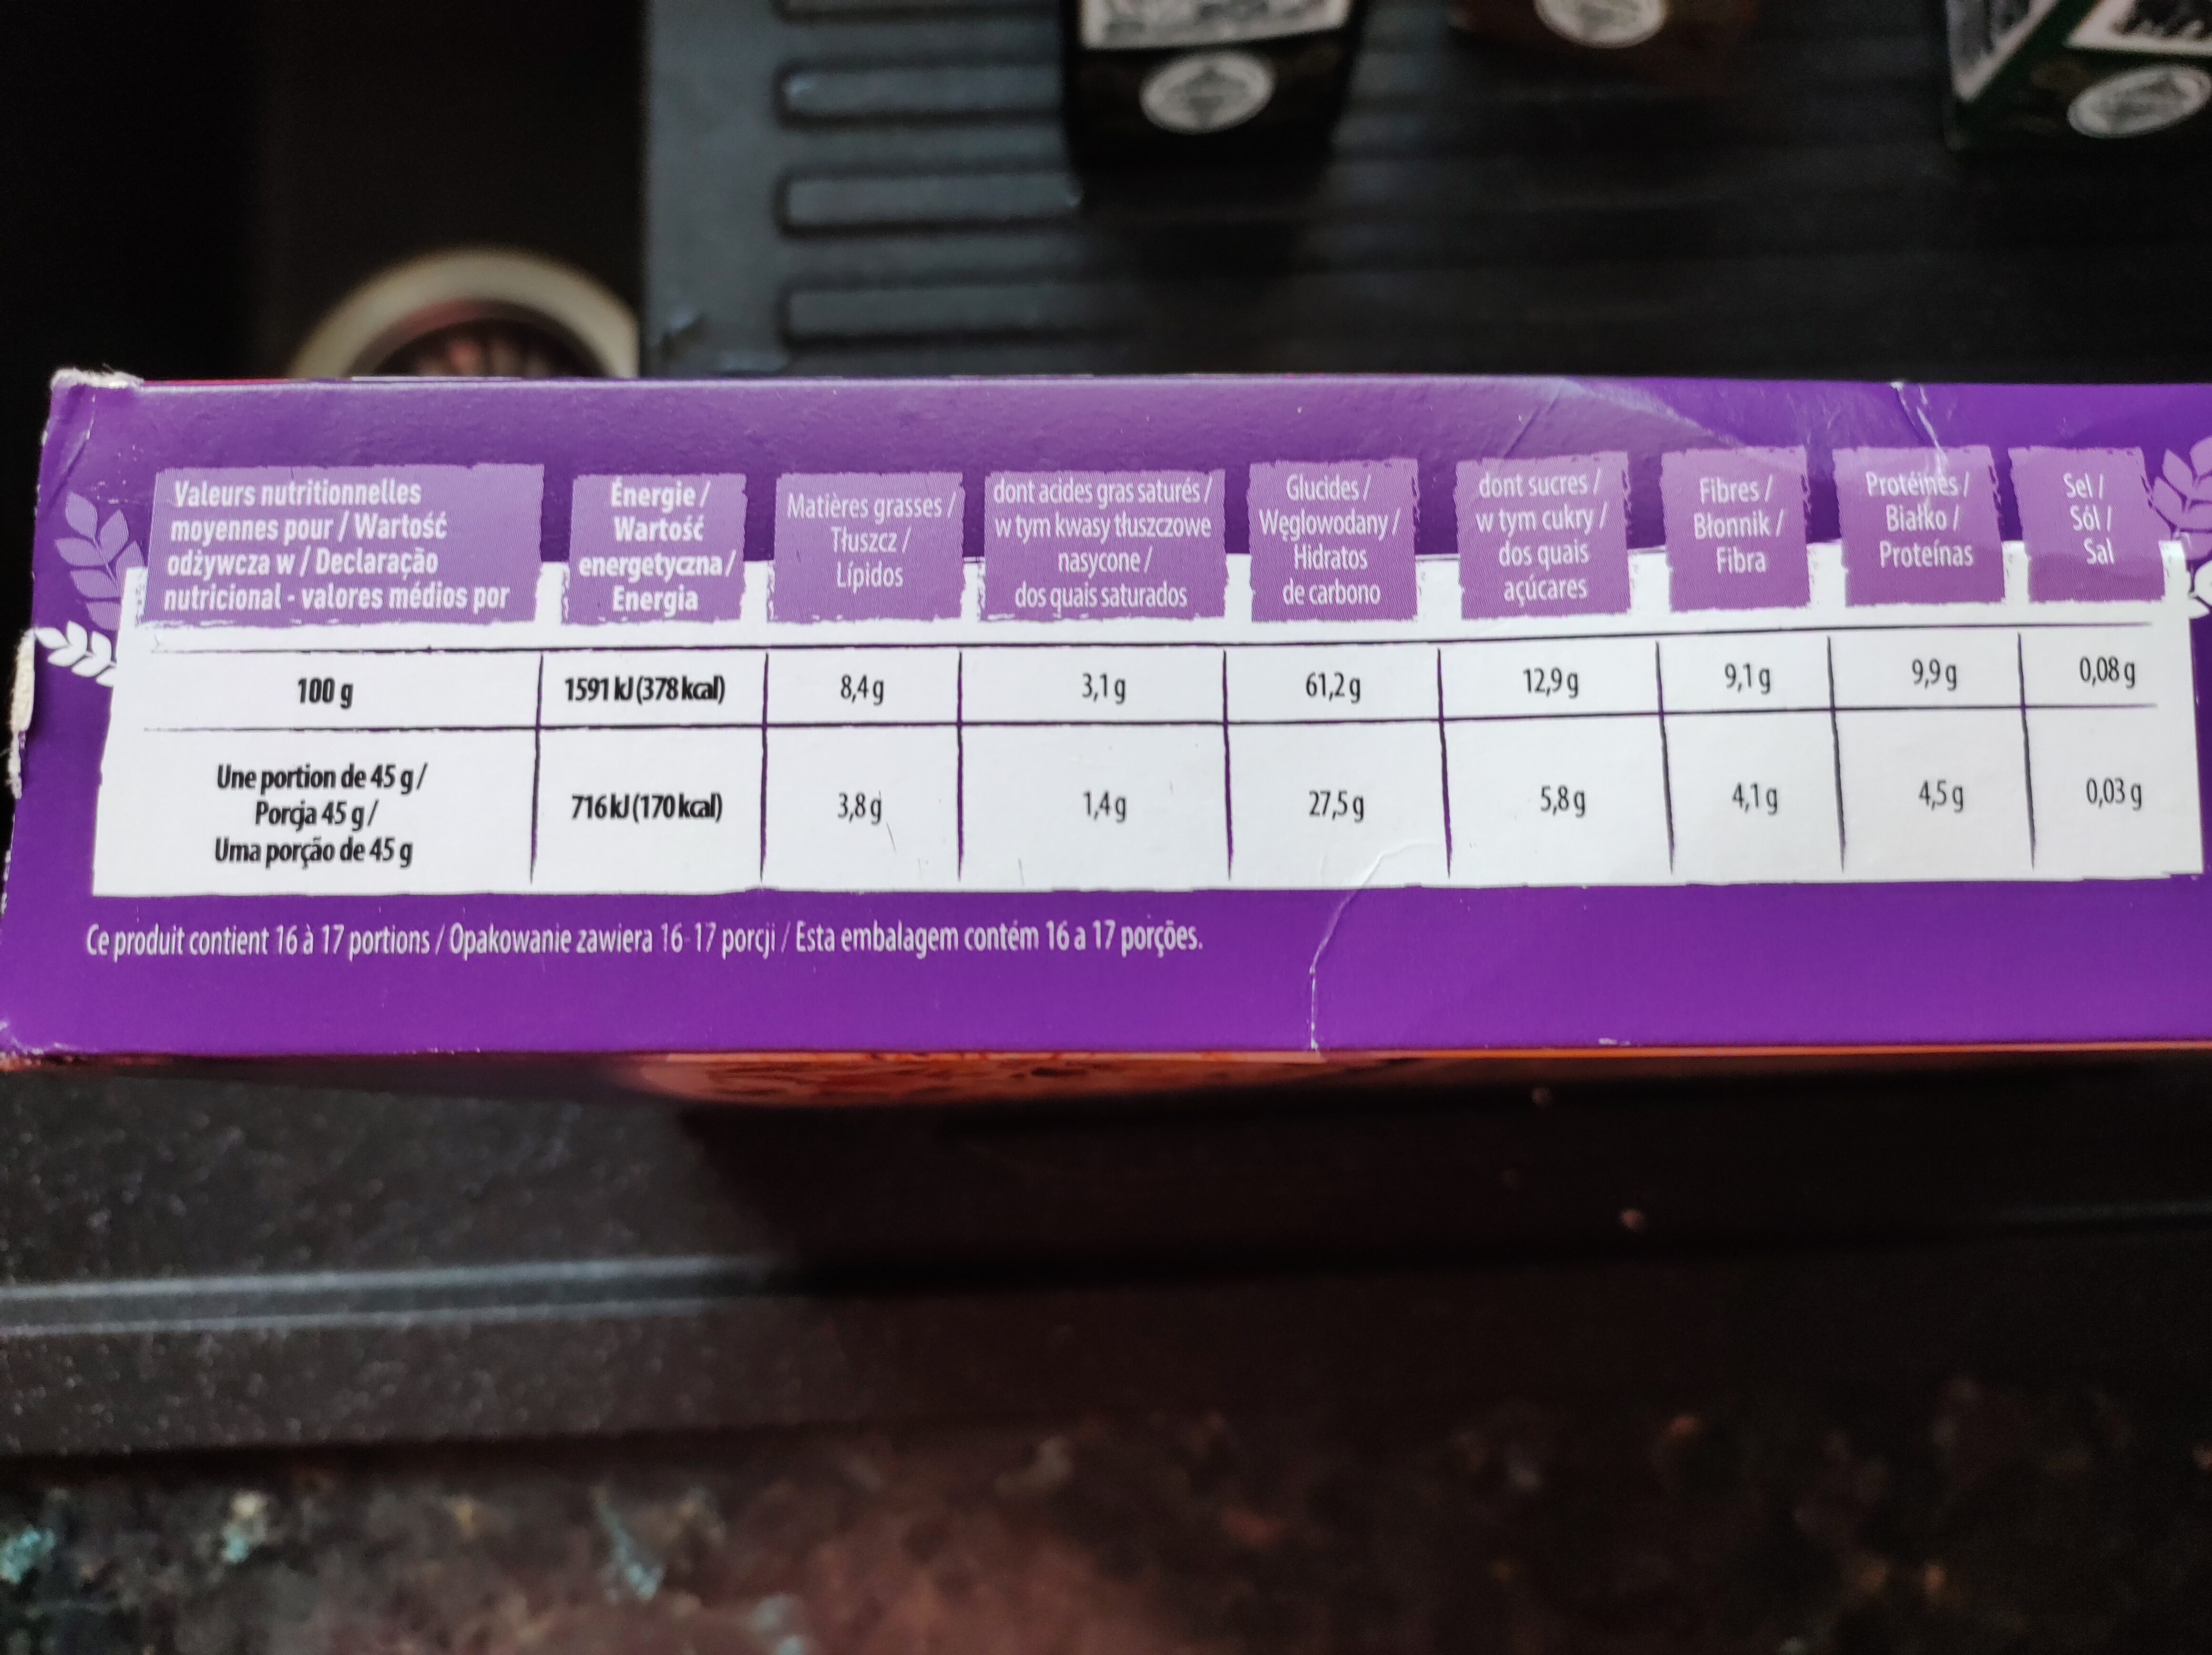 Valeurs nutritionnelles
moyennes pour / Wartość
odżywcza w / Declaração
nutricional - valores médios por
Énergie /
Wartość
energetyczna /
Energia
Matières grasses /
Tłuszcz /
Lípidos
dont acides gras saturés /
w tym kwasy tłuszczowe
nasycone /
dos quais saturados
Glucides /
Węglowodany /
Hidratos
de carbono
dont sucres /
w tym cukry /
dos quais
açúcares
Fibres /
Błonnik /
Fibra
Protéines /
Białko /
Proteínas
Sel /
Sól /
Sal
100 g
1591 kJ (378 kcal)
8,4 g
3,1 g
61,2 g
12,9 g
9,1 g
9,9 g
0,08 g
Une portion de 45 g /
Porcja 45 g /
Uma porção de 45 g
716 kJ (170 kcal)
3,8 g
1,4 g
27,5 g
5,8 g
4,1 g
4,5 g
0,03 g
Ce produit contient 16 à 17 portions / Opakowanie zawiera 16-17 porcji / Esta embalagem contém 16 a 17 porções.